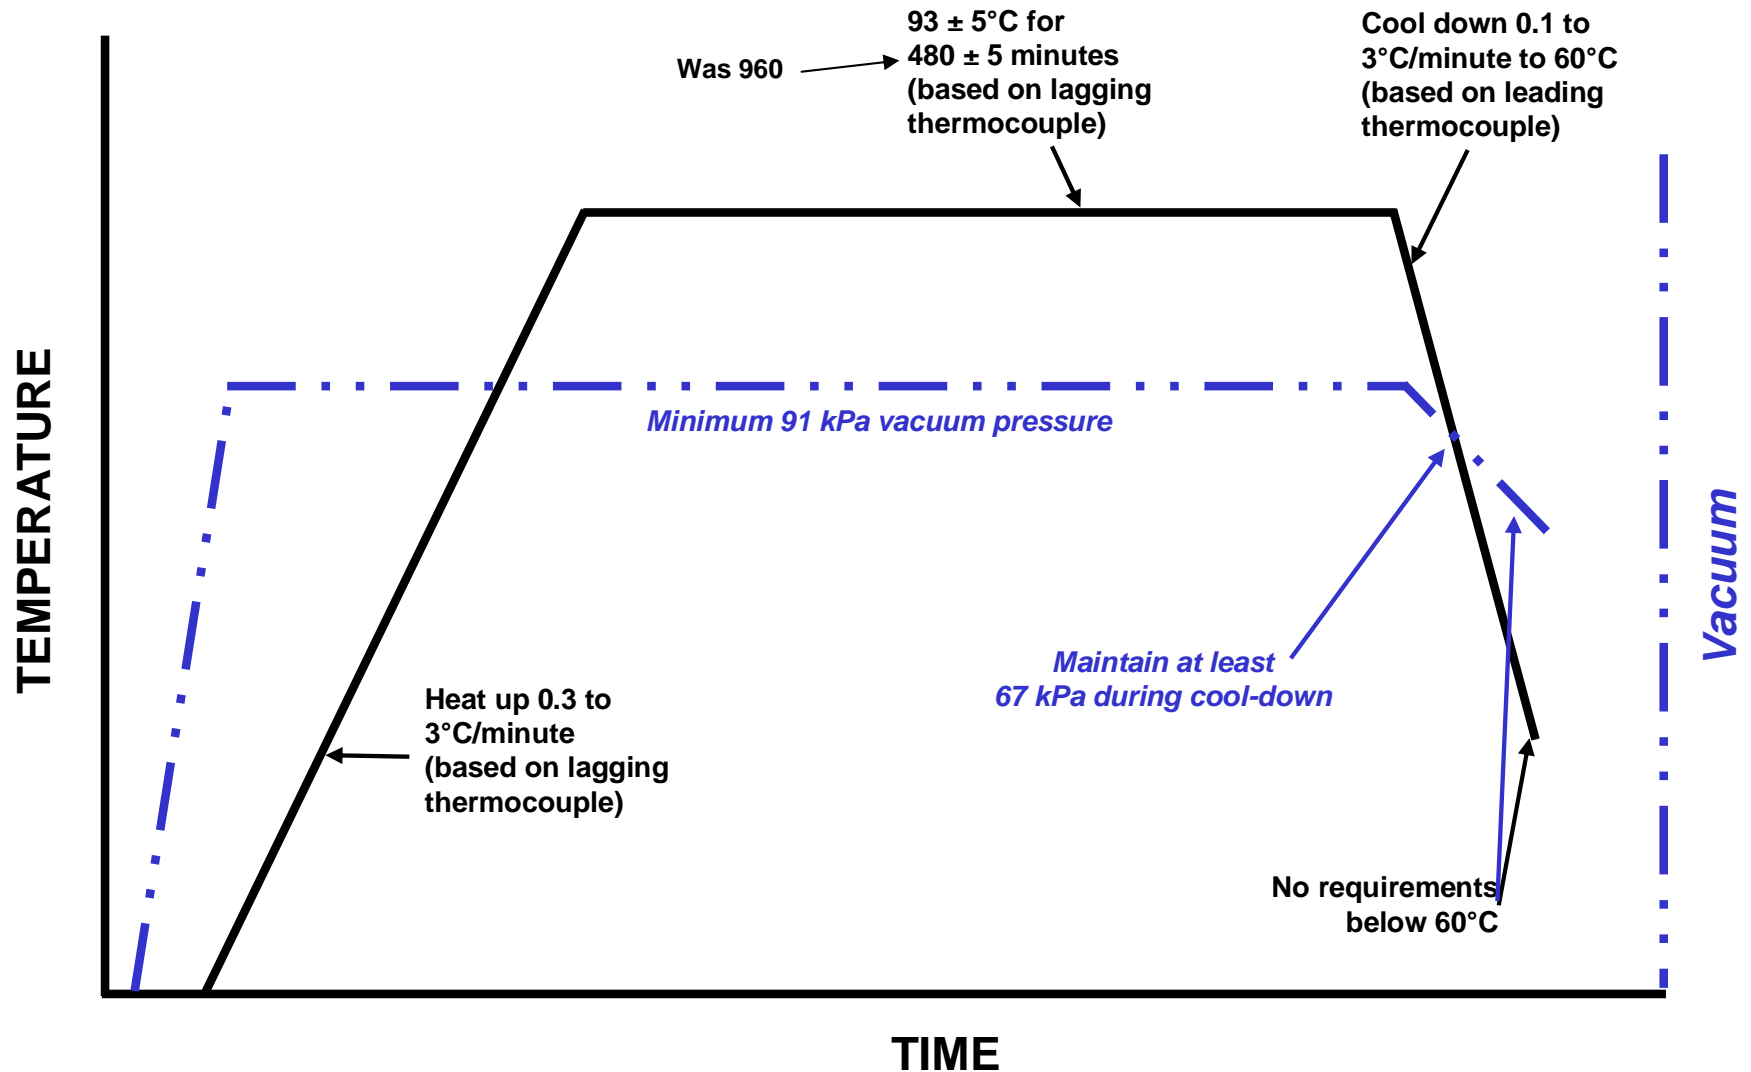 93 ± 5°C for
480 ± 5 minutes
(based on lagging
thermocouple)
Was 960
Cool down 0.1 to
3°C/minute to 60°C
(based on leading
thermocouple)
TEMPERATURE
Minimum 91 kPa vacuum pressure
Vacuum
Maintain at least
67 kPa during cool-down
Heat up 0.3 to
3°C/minute
(based on lagging
thermocouple)
No requirements
below 60°C
TIME